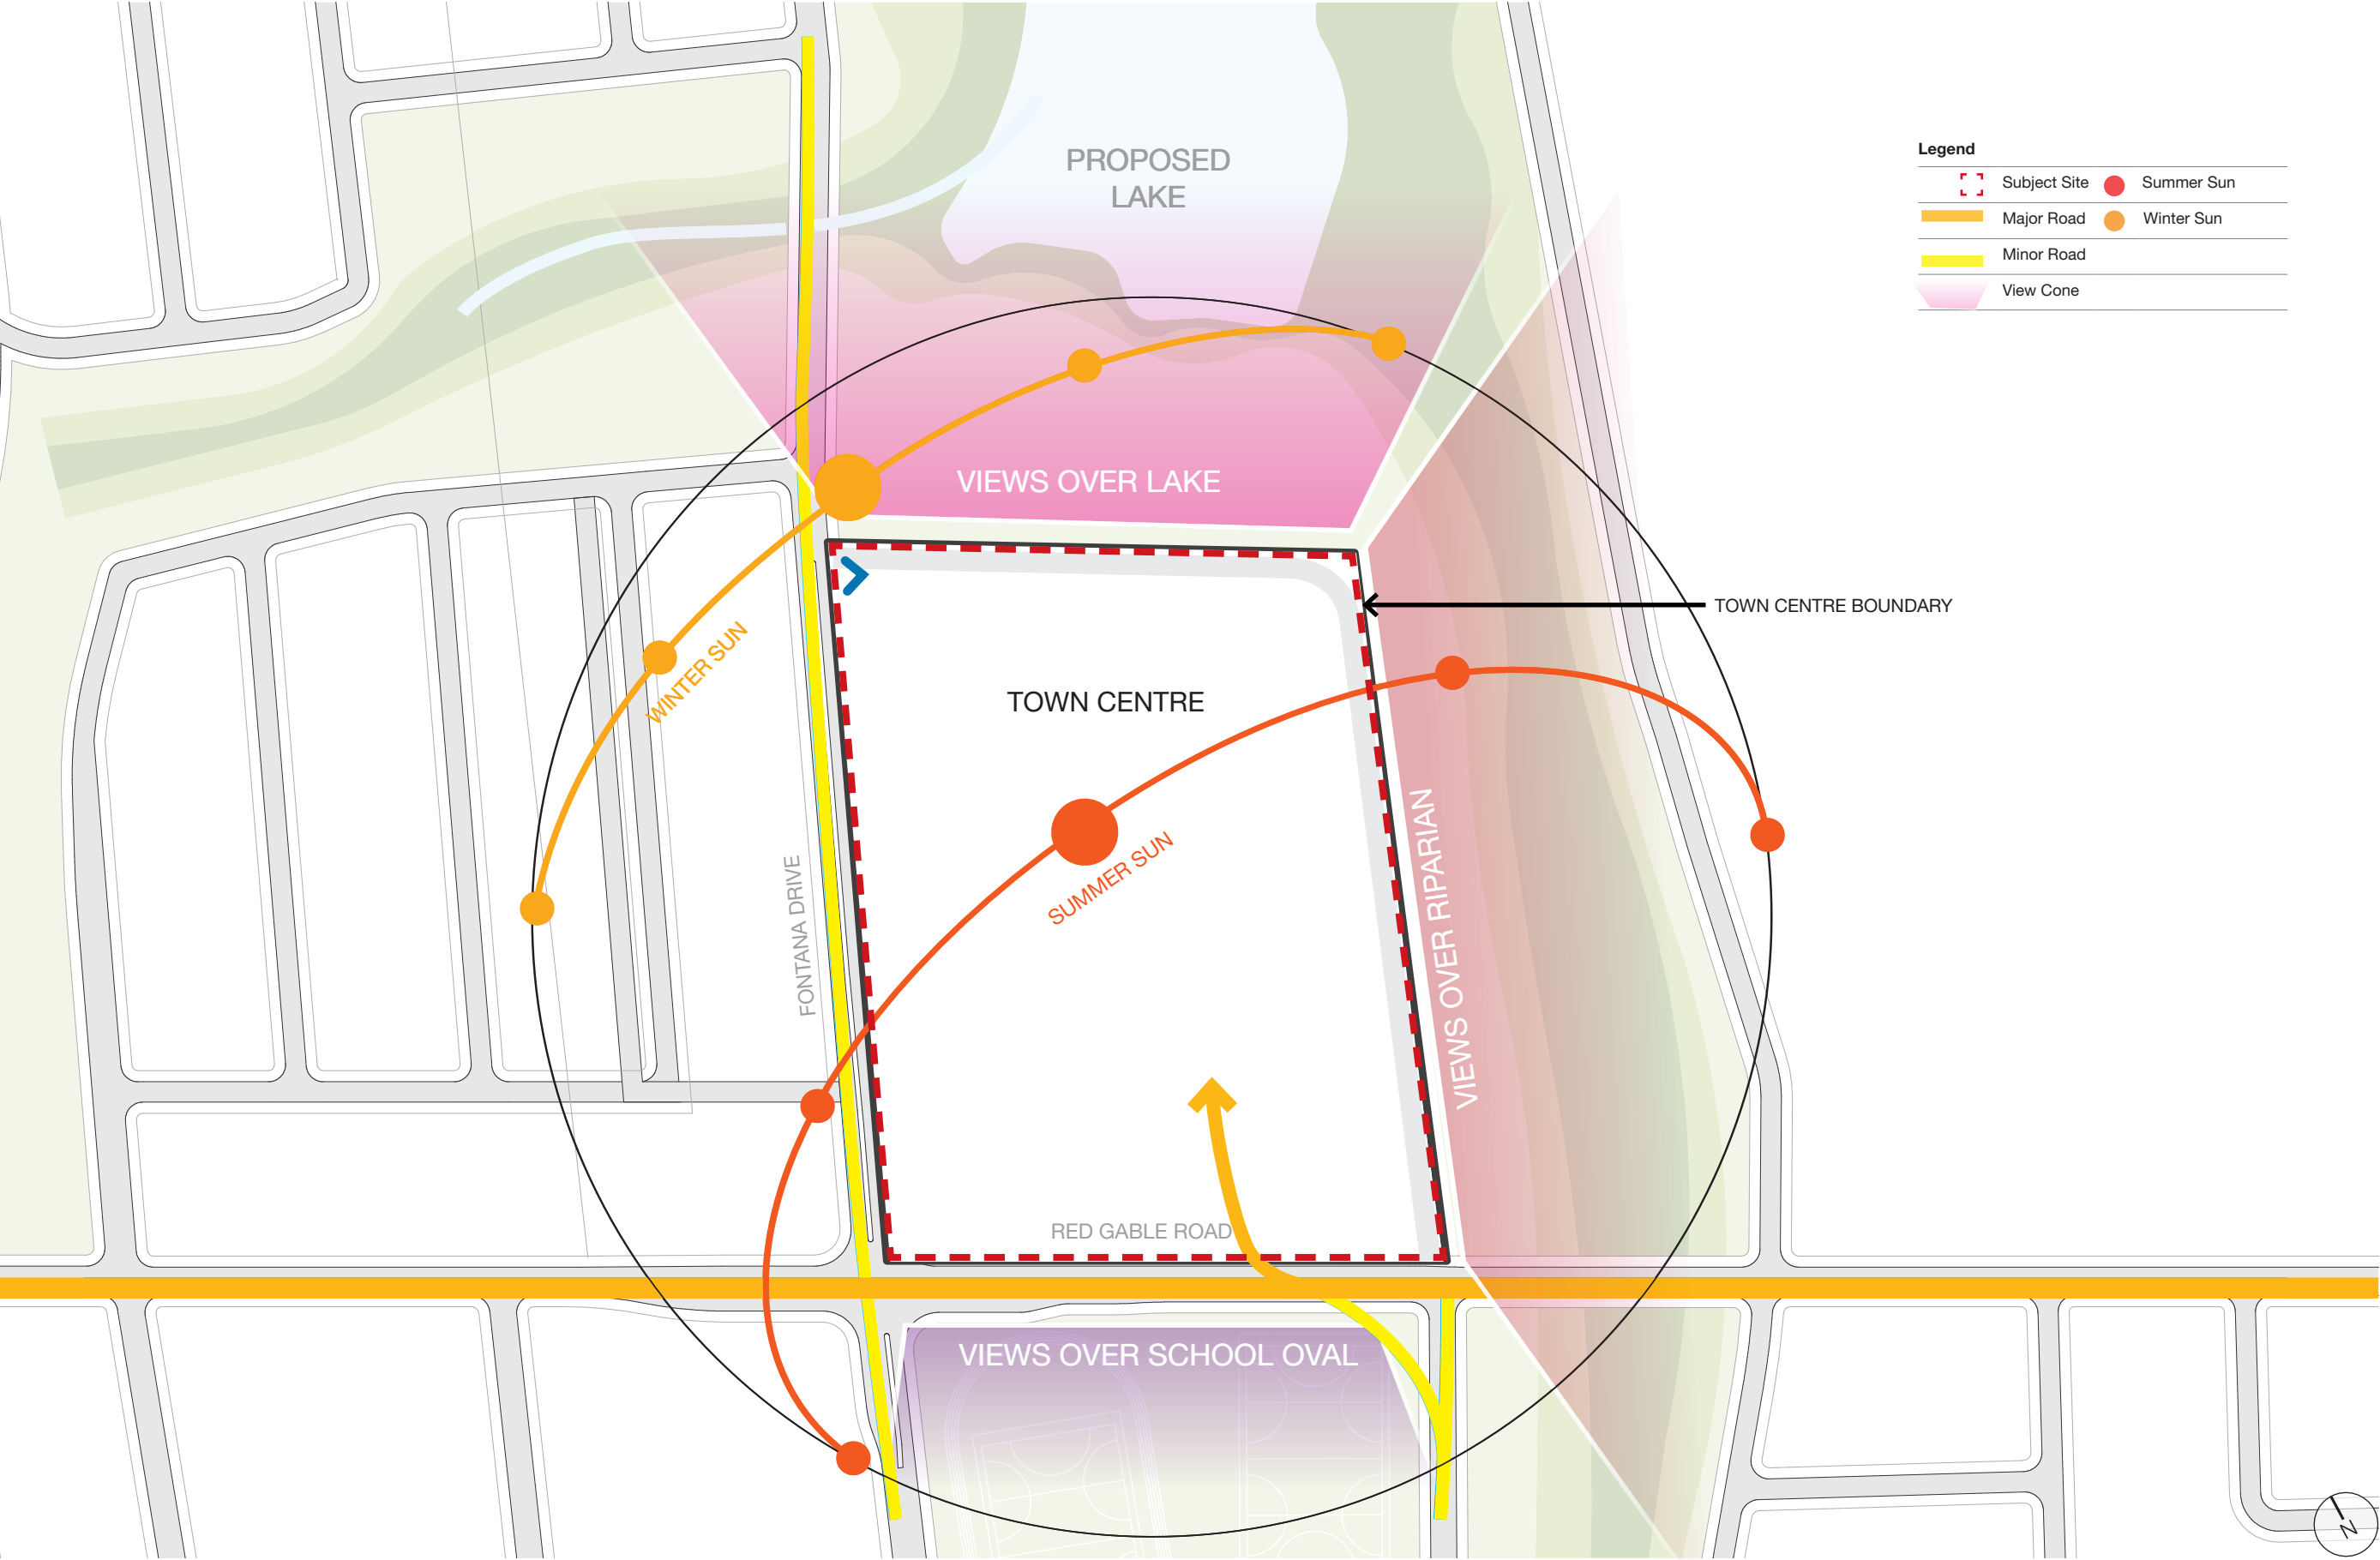 PROPOSED
LAKE
Legend
Subject Site
Summer Sun
Major Road
Winter Sun
Minor Road
View Cone
VIEWS OVER LAKE
TOWN CENTRE BOUNDARY
WINTER SUN
TOWN CENTRE
SUMMER SUN
FONTANA DRIVE
VIEWS OVER RIPARIAN
RED GABLE ROAD
VIEWS OVER SCHOOL OVAL
N